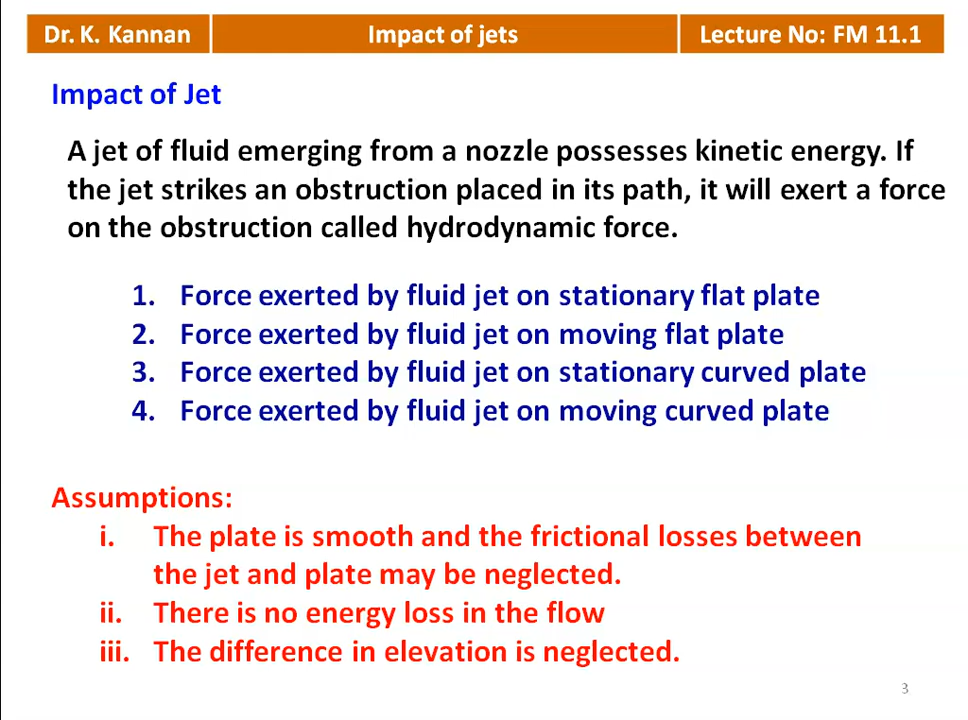 Dr. K. Kannan
Impact of jets
Lecture No: FM 11.1
Impact of Jet
A jet of fluid emerging from a nozzle possesses kinetic energy. If
the jet strikes an obstruction placed in its path, it will exert a force
on the obstruction called hydrodynamic force.
1. Force exerted by fluid jet on stationary flat plate
2. Force exerted by fluid jet on moving flat plate
3. Force exerted by fluid jet on stationary curved plate
4. Force exerted by fluid jet on moving curved plate
Assumptions:
i. The plate is smooth and the frictional losses between
the jet and plate may be neglected.
ii. There is no energy loss in the flow
iii. The difference in elevation is neglected.
3